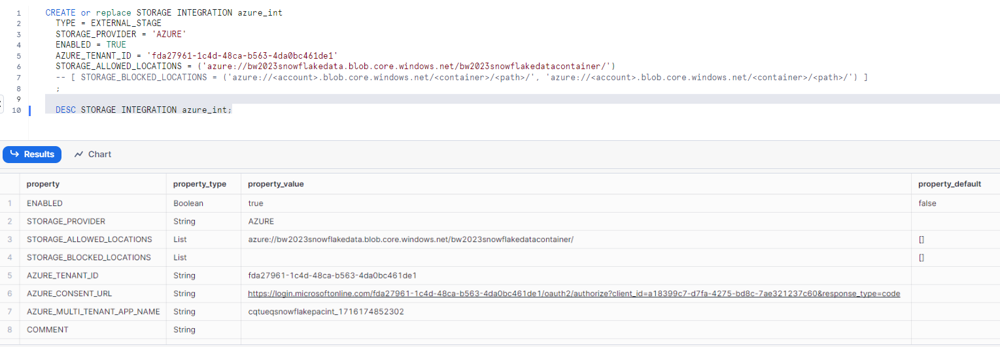 1 CREATE or replace STORAGE INTEGRATION azure_int
2 TYPE = EXTERNAL_STAGE
3 STORAGE_PROVIDER = 'AZURE'
4 ENABLED = TRUE
5 AZURE_TENANT_ID = 'fda27961-1c4d-48ca-b563-4da0bc461de1'
6 STORAGE_ALLOWED_LOCATIONS = ('azure://bw2023snowflakedata.blob.core.windows.net/bw2023snowflakedatacontainer/')
7 -- [ STORAGE_BLOCKED_LOCATIONS = ('azure://<account>.blob.core.windows.net/<container>/<path>/', 'azure://<account>.blob.core.windows.net/<container>/<path>/') ]
8 ;
9
10 DESC STORAGE INTEGRATION azure_int;
Results Chart
property property_type property_value property_default
1 ENABLED Boolean true false
2 STORAGE_PROVIDER String AZURE
3 STORAGE_ALLOWED_LOCATIONS List azure://bw2023snowflakedata.blob.core.windows.net/bw2023snowflakedatacontainer/ []
4 STORAGE_BLOCKED_LOCATIONS List []
5 AZURE_TENANT_ID String fda27961-1c4d-48ca-b563-4da0bc461de1
6 AZURE_CONSENT_URL String https://login.microsoftonline.com/fda27961-1c4d-48ca-b563-4da0bc461de1/oauth2/authorize?client_id=a18399c7-d7fa-4275-bd8c-7ae321237c60&response_type=code
7 AZURE_MULTI_TENANT_APP_NAME String cqtueqsnowflakepacint_1716174852302
8 COMMENT String